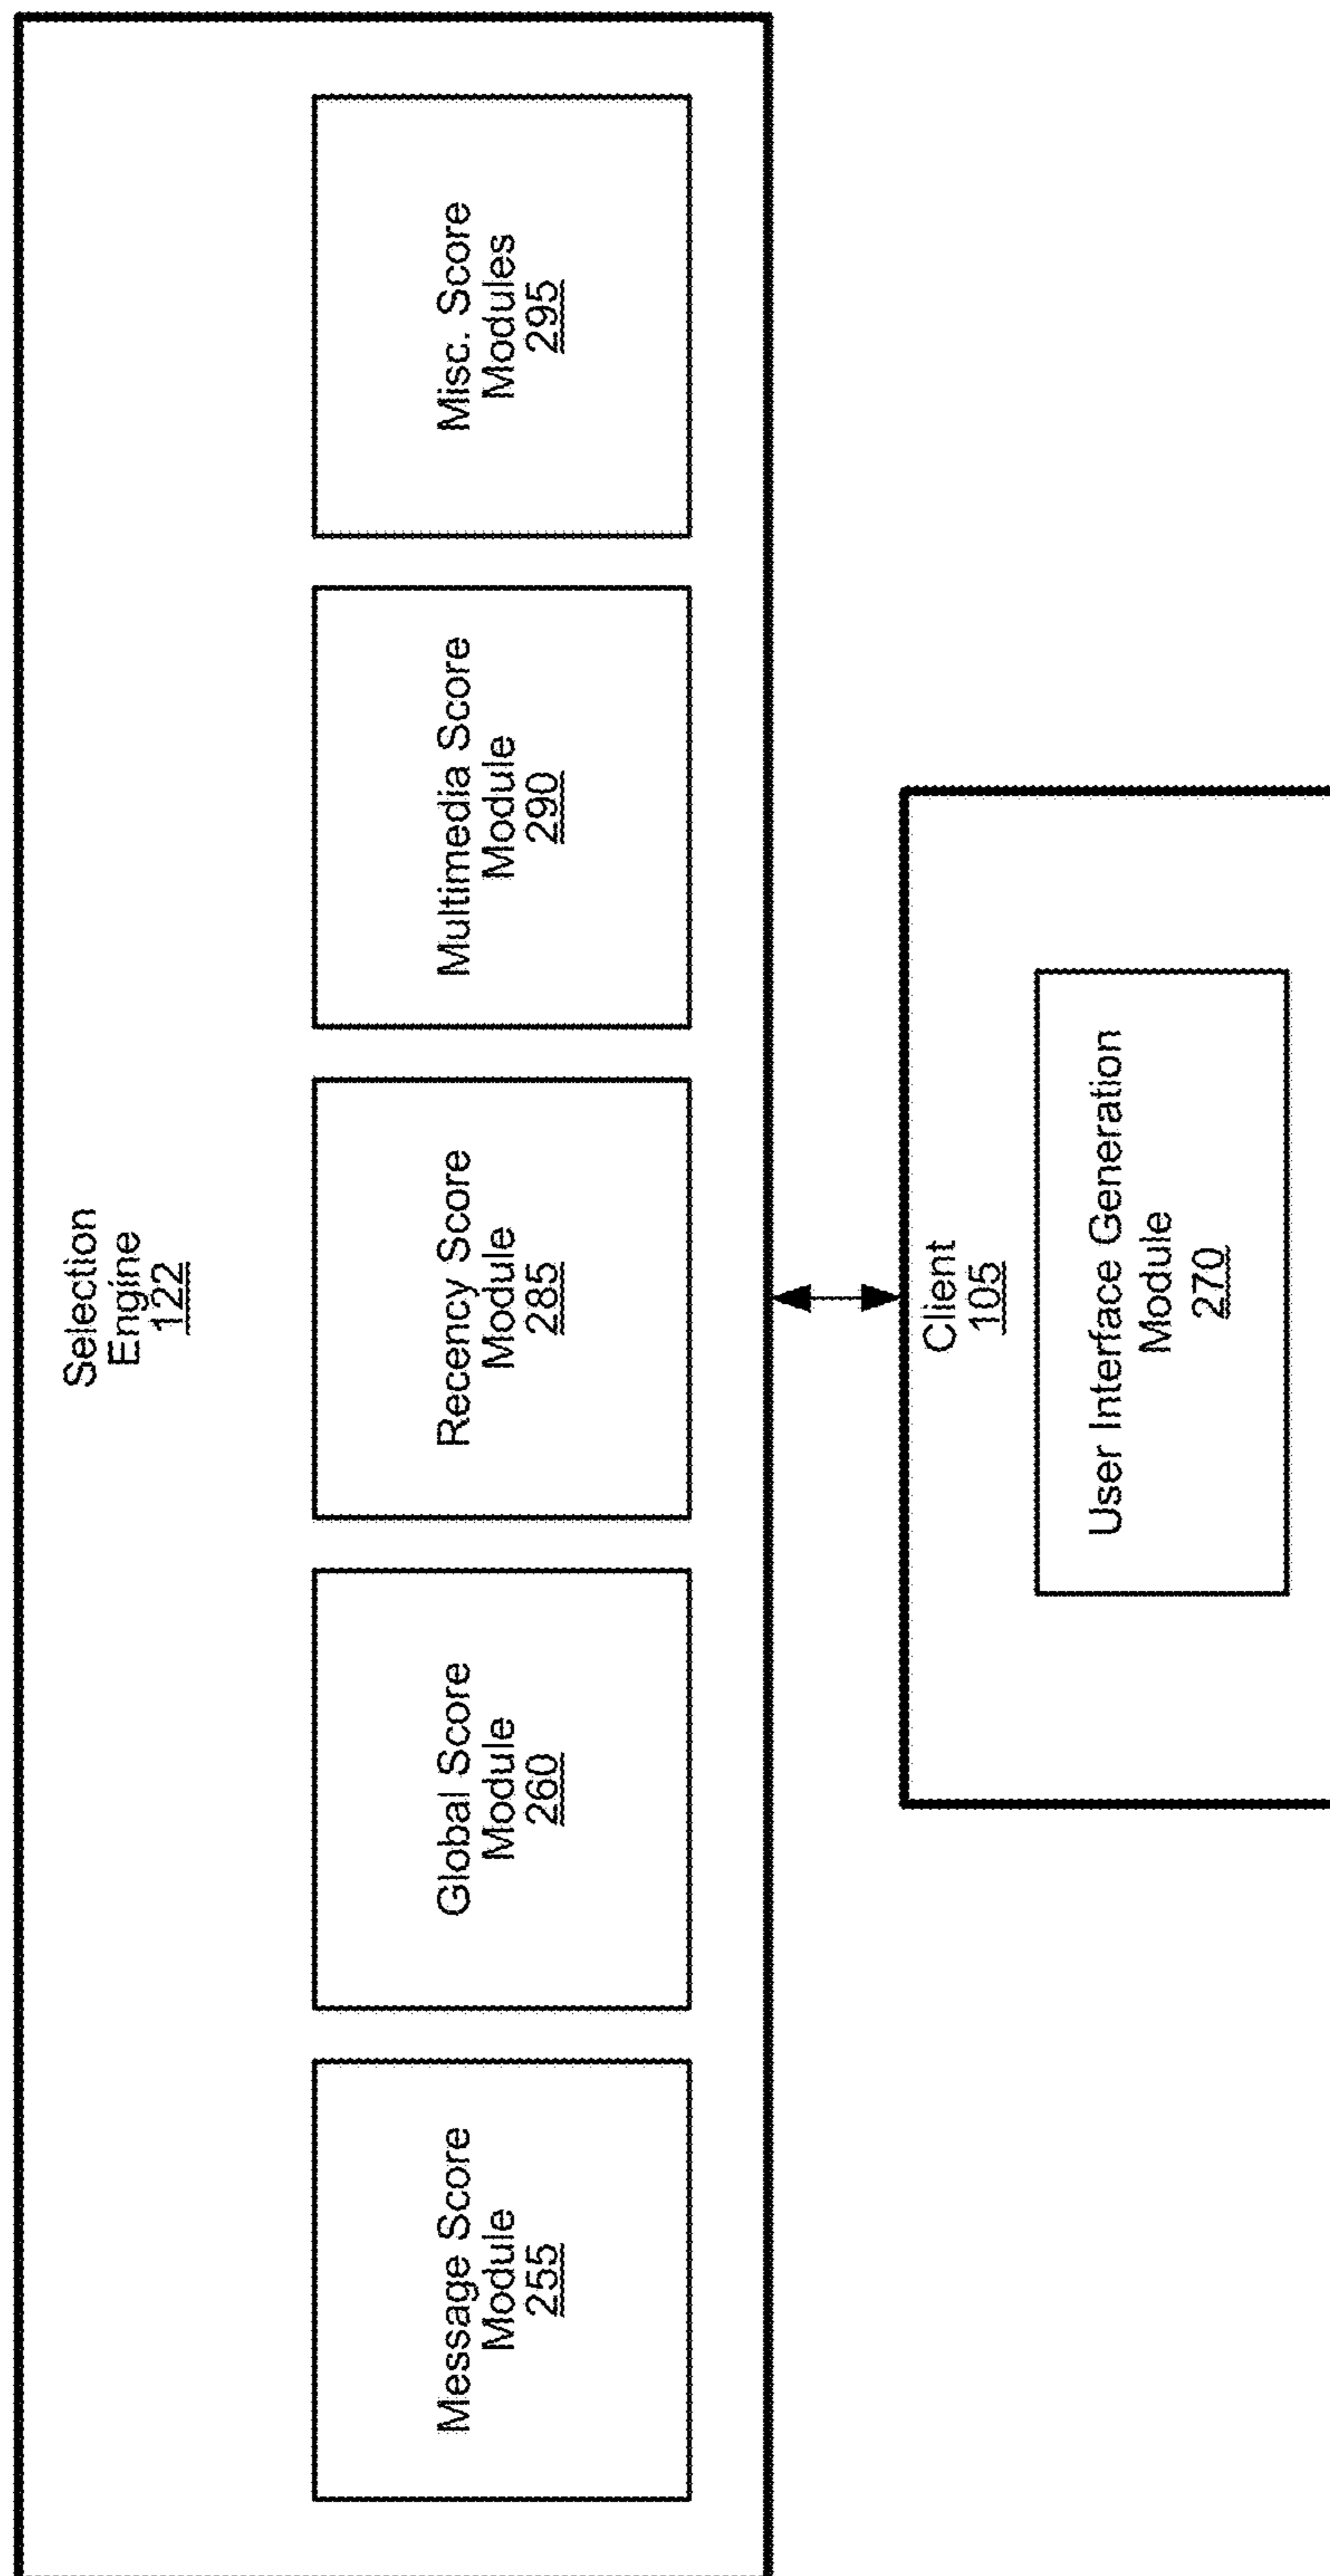 Selection
Engine
122
Message Score
Module
255
Global Score
Module
260
Recency Score
Module
285
Multimedia Score
Module
290
Misc. Score
Modules
295
Client
105
User Interface Generation
Module
270